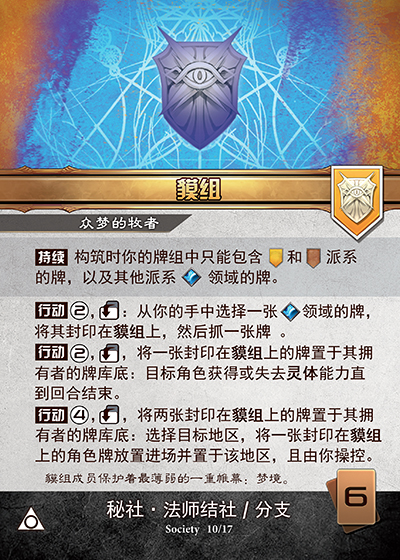 貘组
众梦的牧者
持续 构筑时你的牌组中只能包含 和 派系
的牌，以及其他派系 领域的牌。
行动 ②，：从你的手中选择一张 领域的牌，
将其封印在貘组上，然后抓一张牌 。
行动 ②，，将一张封印在貘组上的牌置于其拥
有者的牌库底：目标角色获得或失去灵体能力直
到回合结束。
行动 ④，，将两张封印在貘组上的牌置于其拥
有者的牌库底：选择目标地区，将一张封印在貘组
上的角色牌放置进场并置于该地区，且由你操控。
貘组成员保护着最薄弱的一重帷幕：梦境。
6
秘社 · 法师结社 / 分支
Society 10/17